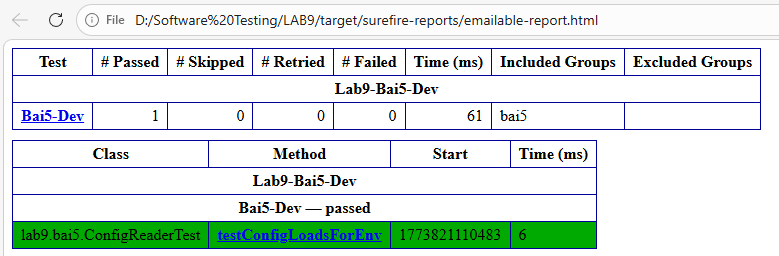 File D:/Software%20Testing/LAB9/target/surefire-reports/emailable-report.html
Test # Passed # Skipped # Retried # Failed Time (ms) Included Groups Excluded Groups
Lab9-Bai5-Dev
Bai5-Dev 1 0 0 0 61 bai5
Class Method Start Time (ms)
Lab9-Bai5-Dev
Bai5-Dev — passed
lab9.bai5.ConfigReaderTest testConfigLoadsForEnv 1773821110483 6